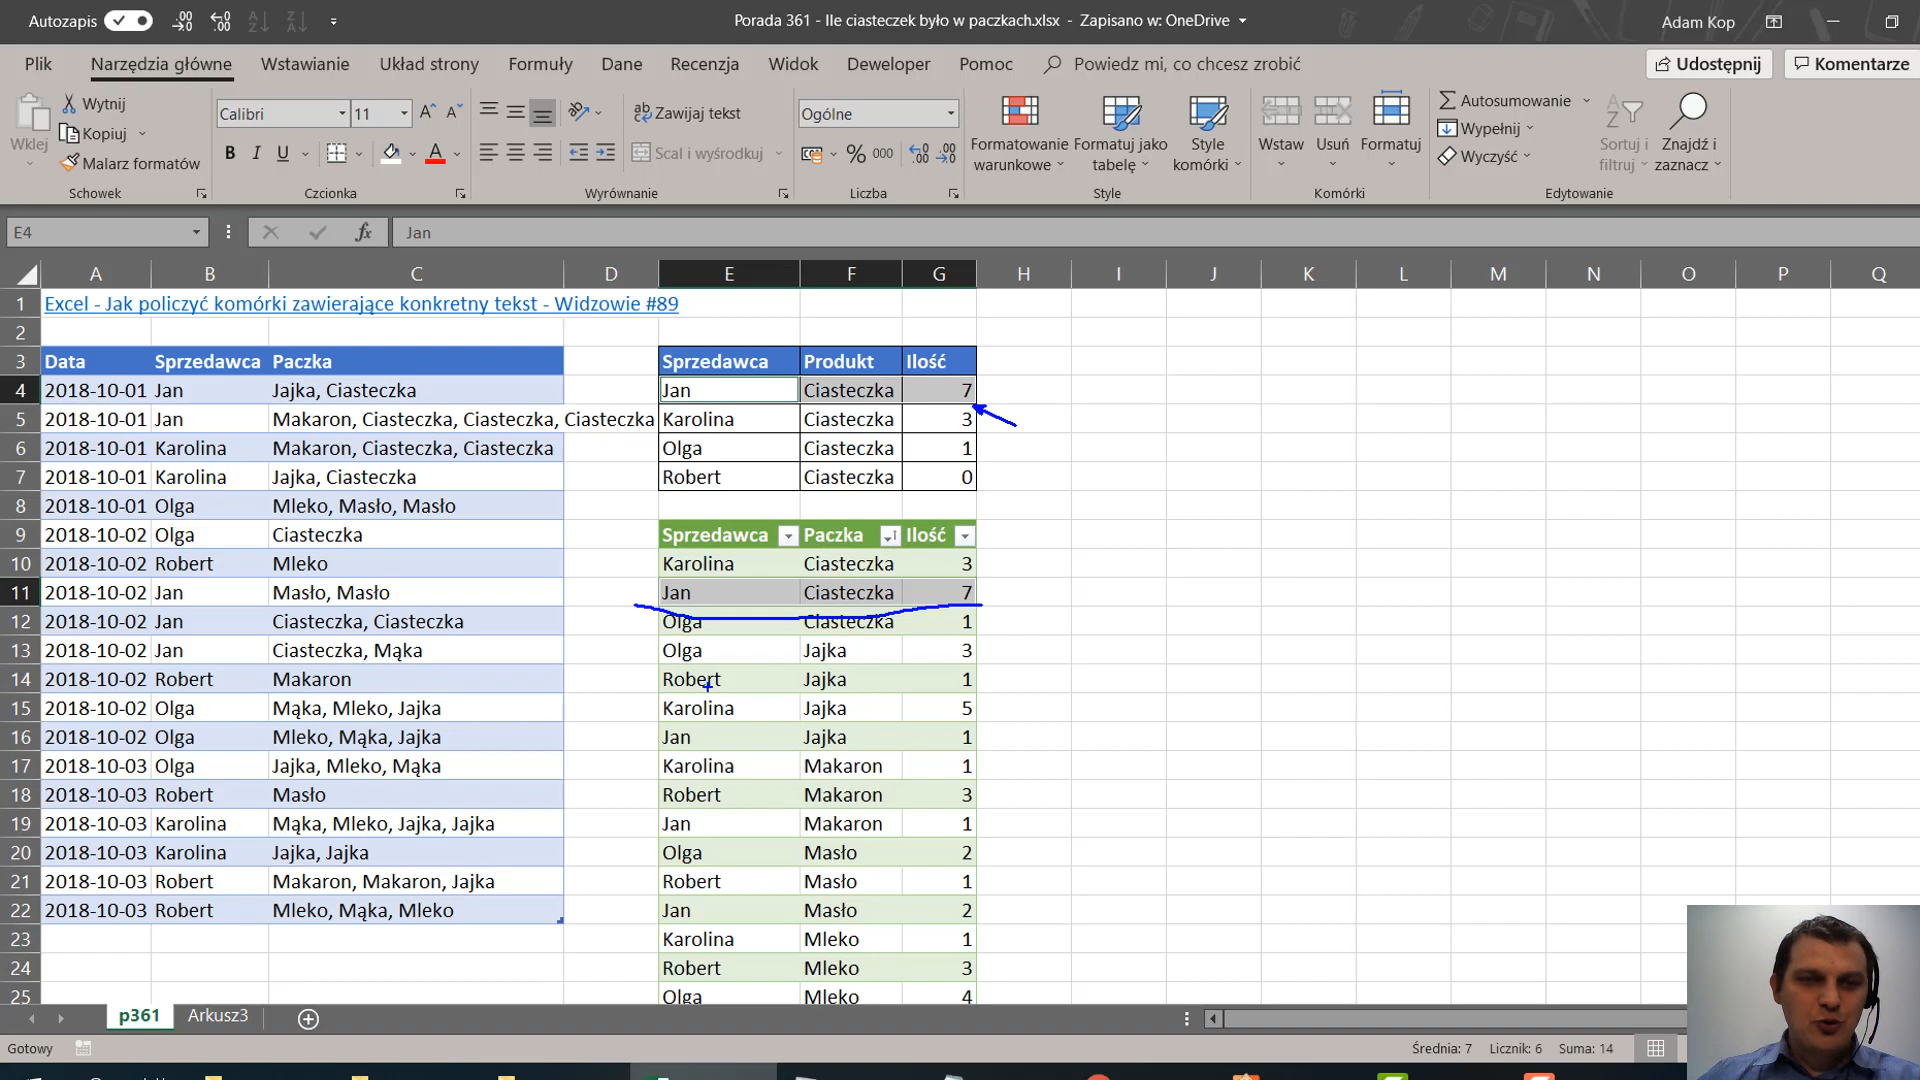 Autozapis
Porada 361 - Ile ciasteczek było w paczkach.xlsx - Zapisano w: OneDrive
Adam Kop
Plik Narzędzia główne Wstawianie Układ strony Formuły Dane Recenzja Widok Deweloper Pomoc Powiedz mi, co chcesz zrobić Udostępnij Komentarze
Wklej
Wytnij
Kopiuj
Malarz formatów
Schowek
Calibri 11
B I U
Czcionka
Zawijaj tekst
Scal i wyśrodkuj
Wyrównanie
Ogólne
% 000
Liczba
Formatowanie warunkowe
Formatuj jako tabelę
Style komórki
Style
Wstaw Usuń Formatuj
Komórki
Autosumowanie
Wypełnij
Wyczyść
Sortuj i filtruj
Znajdź i zaznacz
Edytowanie
E4 fx Jan
A B C D E F G H I J K L M N O P Q
1 Excel - Jak policzyć komórki zawierające konkretny tekst - Widzowie #89
2
3 Data Sprzedawca Paczka Sprzedawca Produkt Ilość
4 2018-10-01 Jan Jajka, Ciasteczka Jan Ciasteczka 7
5 2018-10-01 Jan Makaron, Ciasteczka, Ciasteczka, Ciasteczka Karolina Ciasteczka 3
6 2018-10-01 Karolina Makaron, Ciasteczka, Ciasteczka Olga Ciasteczka 1
7 2018-10-01 Karolina Jajka, Ciasteczka Robert Ciasteczka 0
8 2018-10-01 Olga Mleko, Masło, Masło
9 2018-10-02 Olga Ciasteczka Sprzedawca Paczka Ilość
10 2018-10-02 Robert Mleko Karolina Ciasteczka 3
11 2018-10-02 Jan Masło, Masło Jan Ciasteczka 7
12 2018-10-02 Jan Ciasteczka, Ciasteczka Olga Ciasteczka 1
13 2018-10-02 Jan Ciasteczka, Mąka Olga Jajka 3
14 2018-10-02 Robert Makaron Robert Jajka 1
15 2018-10-02 Olga Mąka, Mleko, Jajka Karolina Jajka 5
16 2018-10-02 Olga Mleko, Mąka, Jajka Jan Jajka 1
17 2018-10-03 Olga Jajka, Mleko, Mąka Karolina Makaron 1
18 2018-10-03 Robert Masło Robert Makaron 3
19 2018-10-03 Karolina Mąka, Mleko, Jajka, Jajka Jan Makaron 1
20 2018-10-03 Karolina Jajka, Jajka Olga Masło 2
21 2018-10-03 Robert Makaron, Makaron, Jajka Robert Masło 1
22 2018-10-03 Robert Mleko, Mąka, Mleko Jan Masło 2
23 Karolina Mleko 1
24 Robert Mleko 3
25 Olga Mleko 4
p361 Arkusz3
Gotowy
Średnia: 7 Licznik: 6 Suma: 14